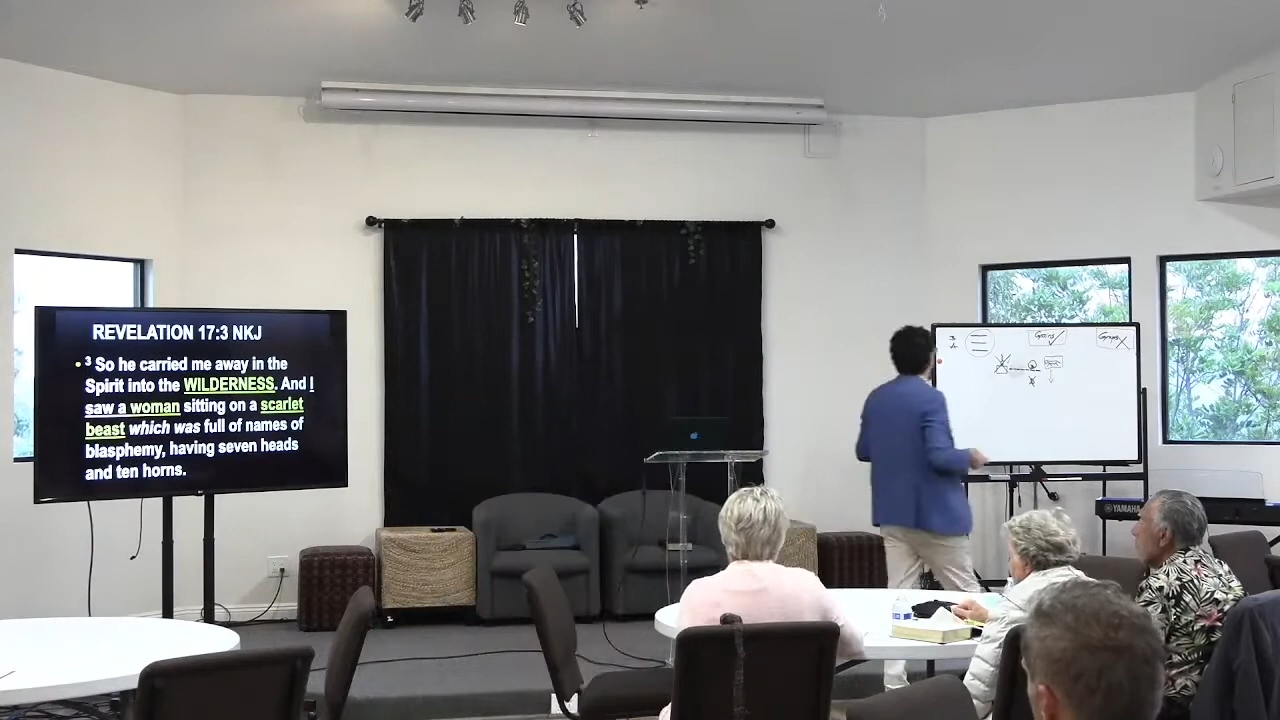 REVELATION 17:3 NKJ
• ³ So he carried me away in the
Spirit into the WILDERNESS. And I
saw a woman sitting on a scarlet
beast which was full of names of
blasphemy, having seven heads
and ten horns.
YAMAHA